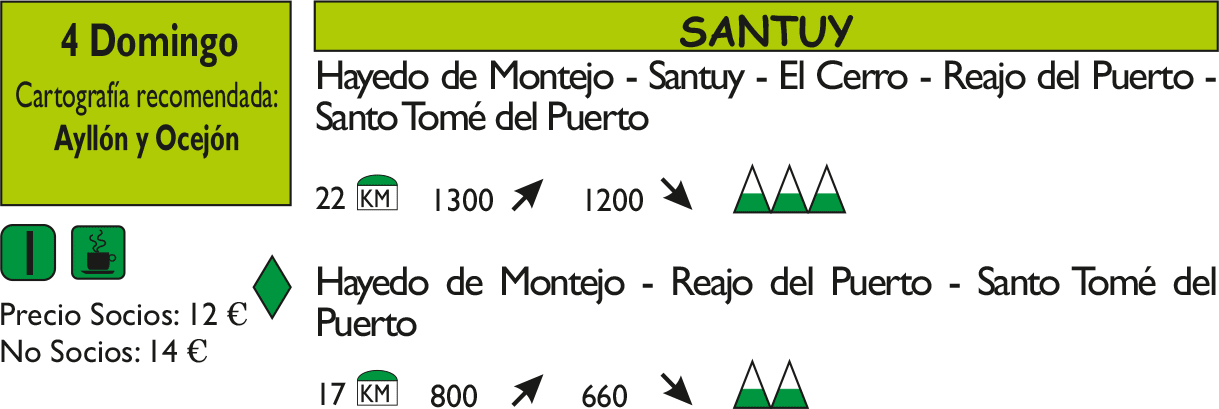 4 Domingo
Cartografía recomendada:
Ayllón y Ocejón
Precio Socios: 12 €
No Socios: 14 €
SANTUY
Hayedo de Montejo - Santuy - El Cerro - Reajo del Puerto -
Santo Tomé del Puerto
22 KM 1300 1200
Hayedo de Montejo - Reajo del Puerto - Santo Tomé del
Puerto
17 KM 800 660